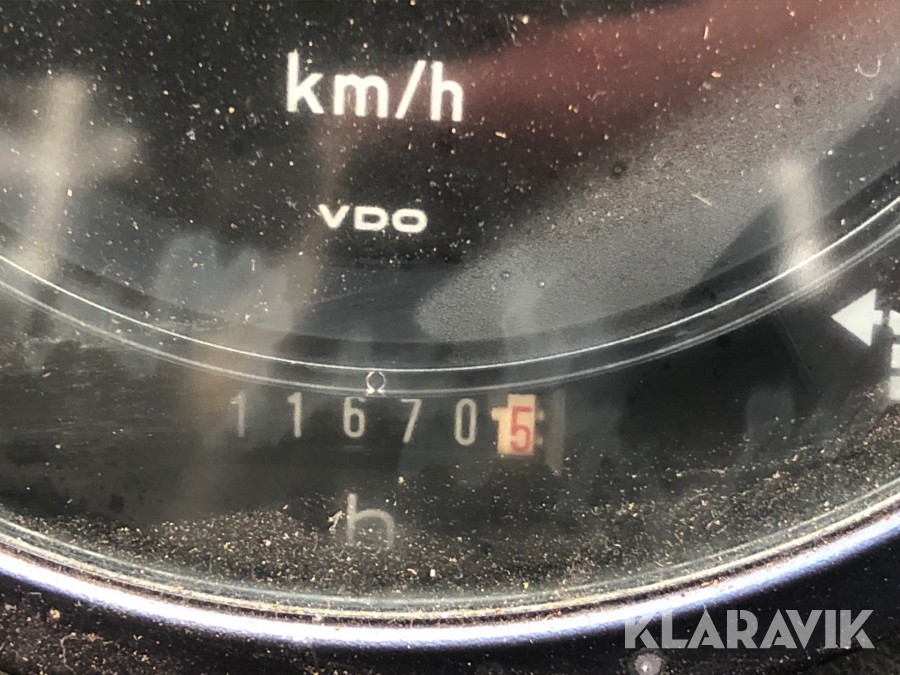 km/h
VDO
116705
h
KLARAVIK